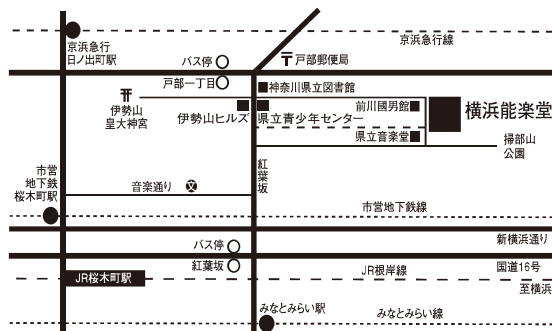 京浜急行線
京浜急行
日ノ出町駅
バス停
戸部郵便局
戸部一丁目
神奈川県立図書館
伊勢山
皇大神宮
伊勢山ヒルズ
県立青少年センター
前川國男館
横浜能楽堂
県立音楽堂
掃部山
公園
紅葉坂
市営
地下鉄
桜木町駅
音楽通り
文
市営地下鉄線
新横浜通り
バス停
紅葉坂
国道16号
JR桜木町駅
JR根岸線
至横浜
みなとみらい駅
みなとみらい線